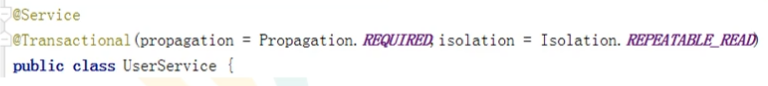 @Service
@Transactional(propagation = Propagation.REQUIRED,isolation = Isolation.REPEATABLE_READ)
public class UserService {